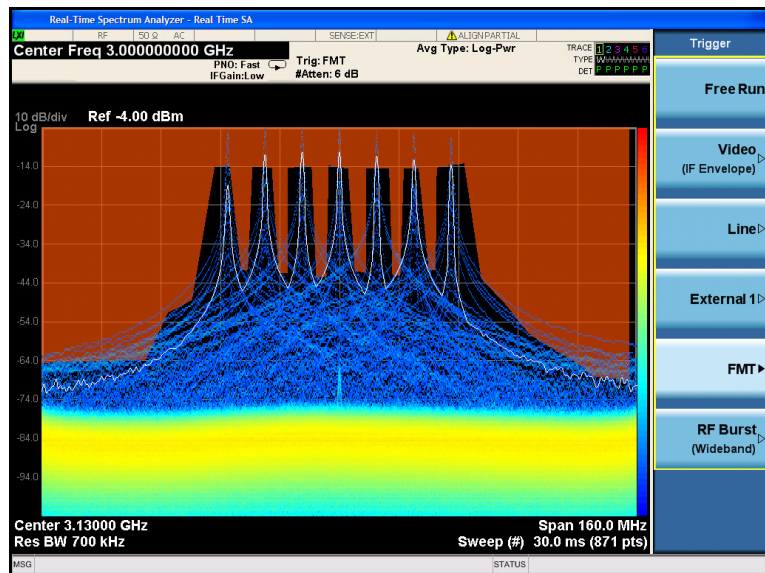 Real-Time Spectrum Analyzer - Real Time SA
LXI RF 50 Ω AC SENSE:EXT ALIGN PARTIAL
Center Freq 3.000000000 GHz
PNO: Fast
IFGain:Low
Trig: FMT
#Atten: 6 dB
Avg Type: Log-Pwr
TRACE 1 2 3 4 5 6
TYPE W
DET P P P P P P
10 dB/div
Log
Ref -4.00 dBm
-14.0
-24.0
-34.0
-44.0
-54.0
-64.0
-74.0
-84.0
-94.0
Center 3.13000 GHz
Res BW 700 kHz
Span 160.0 MHz
Sweep (#) 30.0 ms (871 pts)
MSG
STATUS
Trigger
Free Run
Video
(IF Envelope)
Line
External 1
FMT
RF Burst
(Wideband)